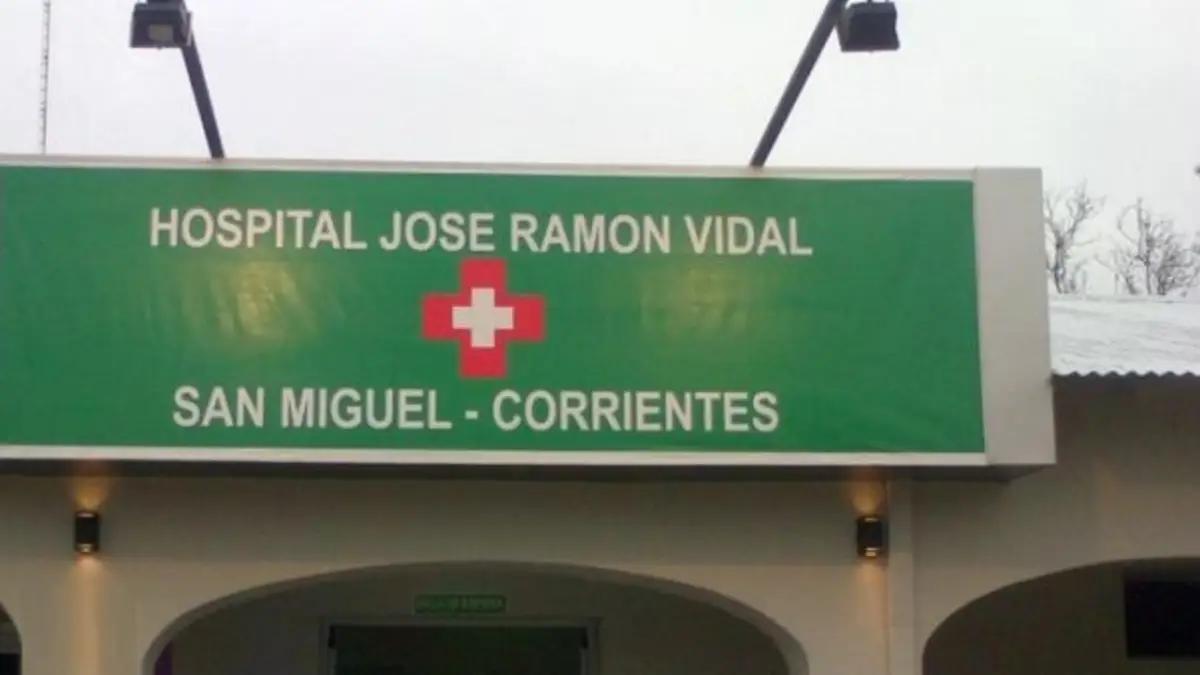 HOSPITAL JOSE RAMON VIDAL
SAN MIGUEL - CORRIENTES